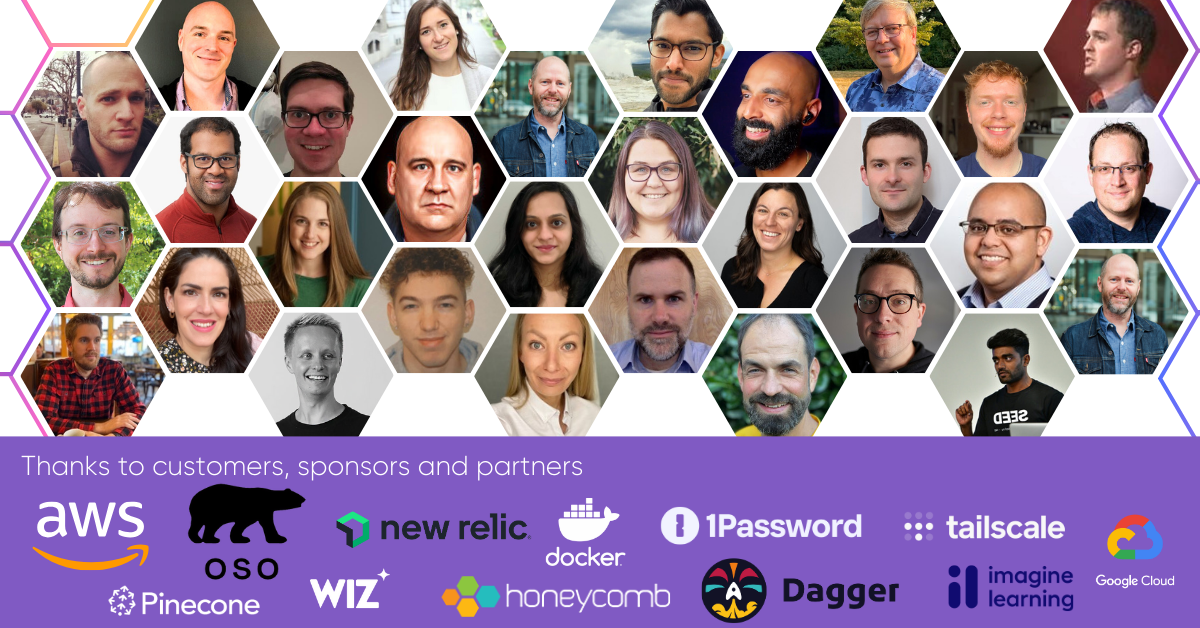 SEED
Thanks to customers, sponsors and partners
aws
OSO
new relic.
docker
1Password
tailscale
Google Cloud
Pinecone
WIZ
honeycomb
Dagger
imagine
learning